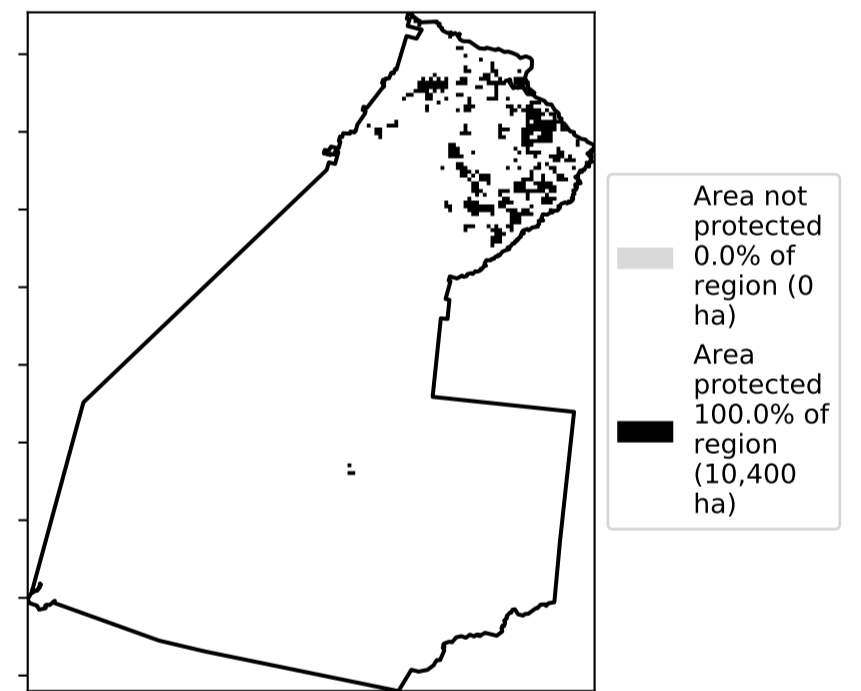 Area not
protected
0.0% of
region (0
ha)
Area
protected
100.0% of
region
(10,400
ha)